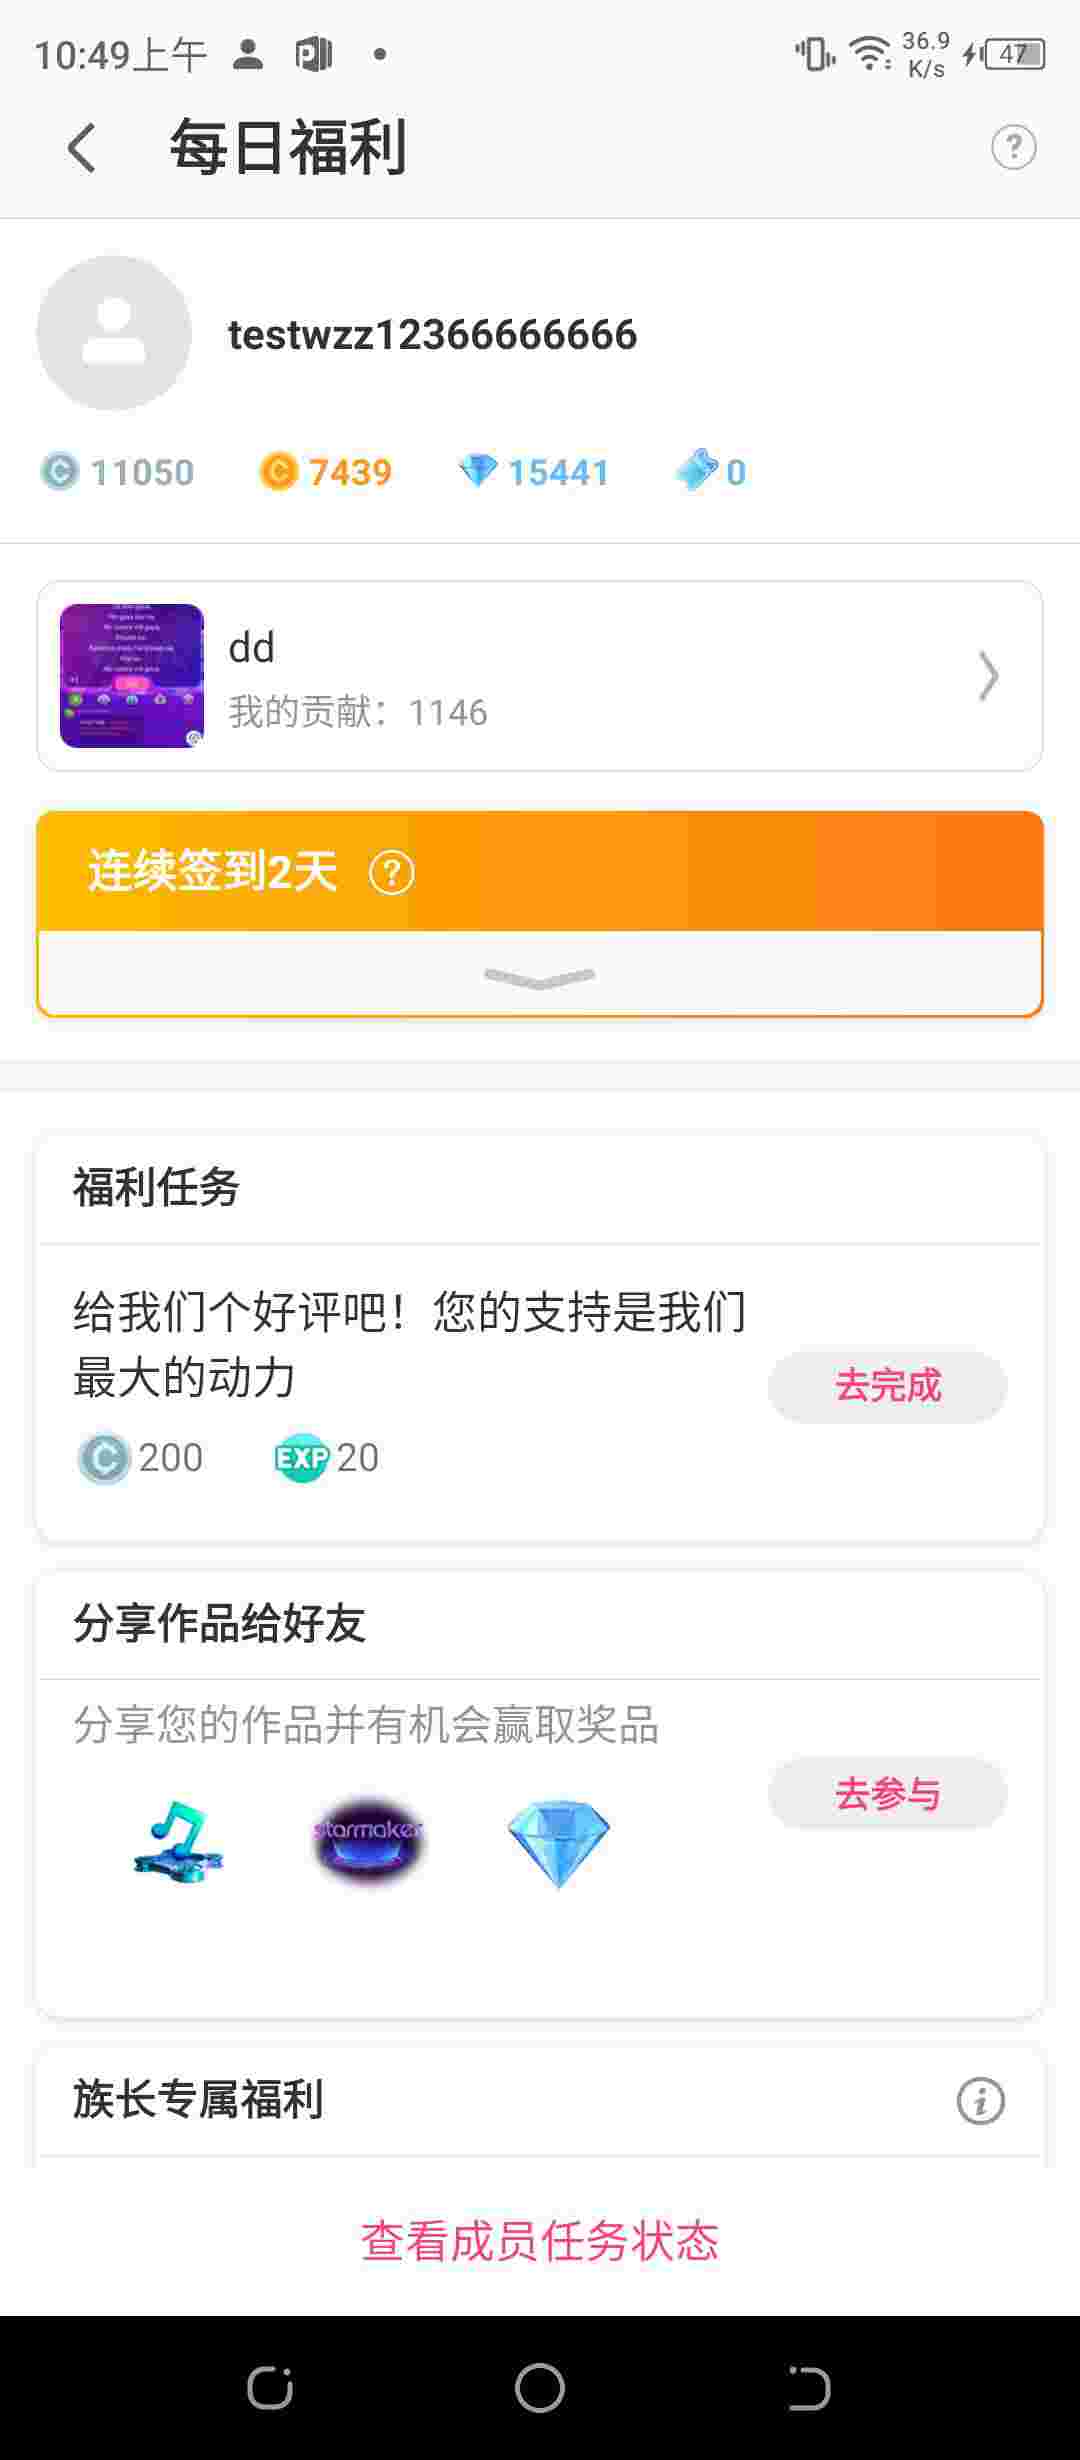 10:49上午
36.9
K/s
47
每日福利
testwzz12366666666
11050
7439
15441
0
dd
我的贡献：1146
连续签到2天
福利任务
给我们个好评吧！您的支持是我们
最大的动力
去完成
200
EXP 20
分享作品给好友
分享您的作品并有机会赢取奖品
去参与
starmaker
族长专属福利
查看成员任务状态